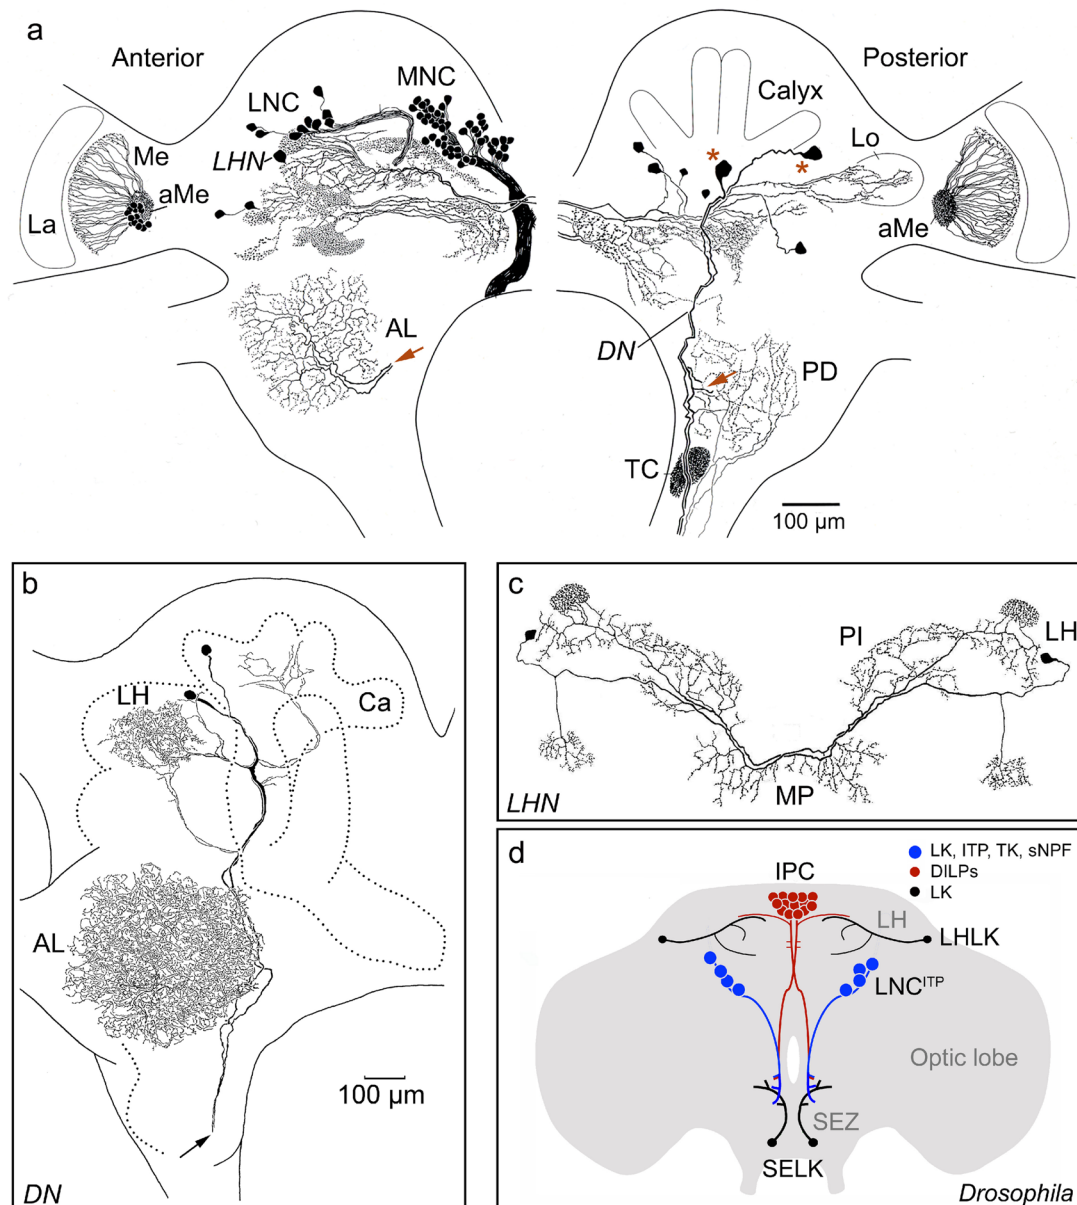 a
Anterior
MNC
LNC
LHN
Me
aMe
La
AL
Posterior
Calyx
Lo
aMe
DN
PD
TC
100 µm
*
*
b
LH
Ca
AL
100 µm
DN
c
PI
LH
MP
LHN
d
LK, ITP, TK, sNPF
DILPs
LK
IPC
LH
LHLK
LNCᴵᵀᴾ
Optic lobe
SEZ
SELK
Drosophila